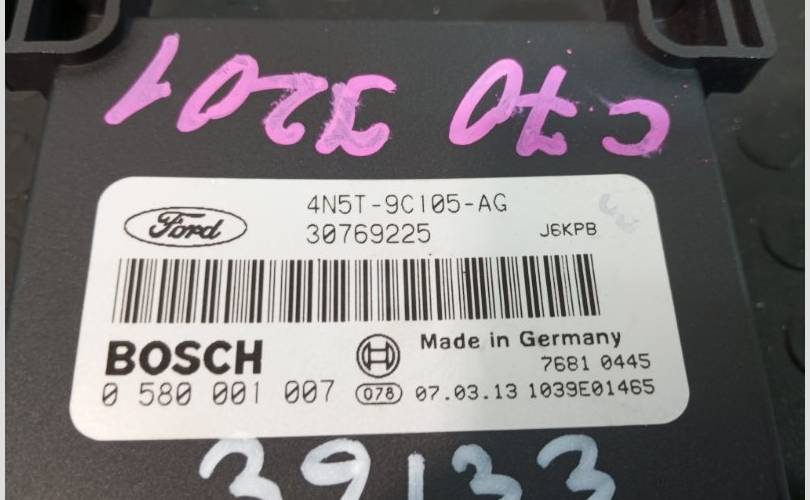 C70 3201
Ford
4N5T-9C105-AG
30769225 J6KPB
BOSCH
Made in Germany
7681 0445
0 580 001 007 078 07.03.13 1039E01465
39133